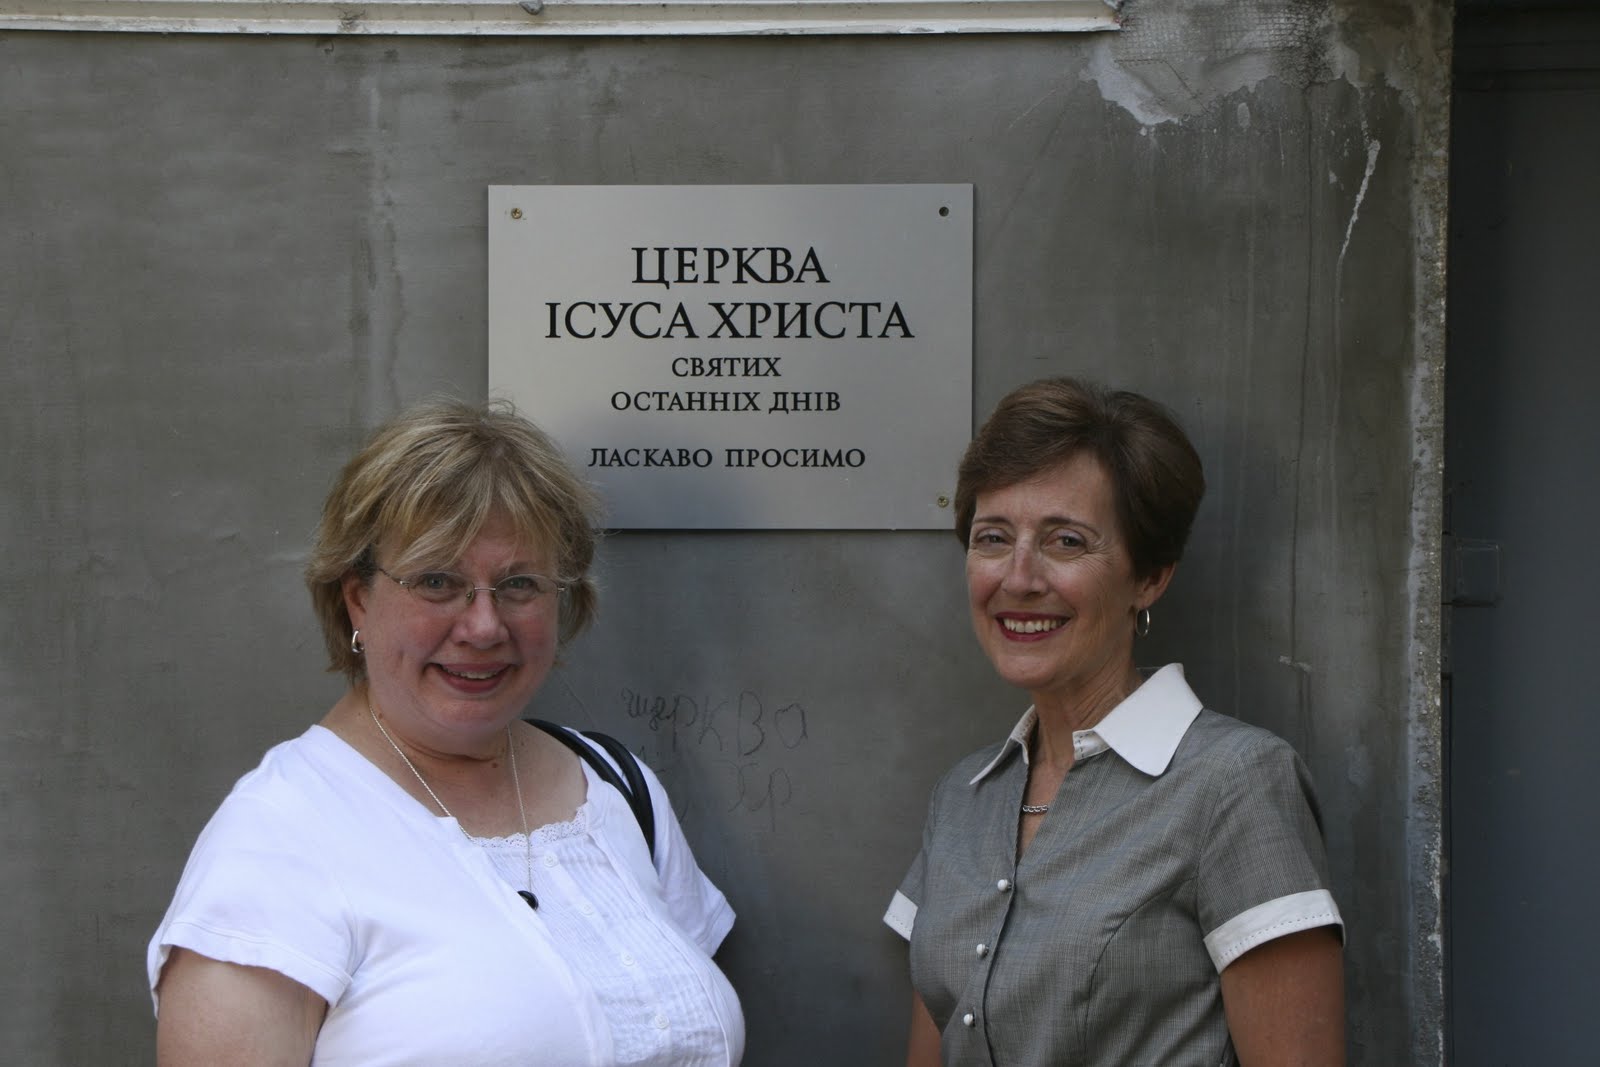 ЦЕРКВА
ІСУСА ХРИСТА
СВЯТИХ
ОСТАННІХ ДНІВ
ЛАСКАВО ПРОСИМО